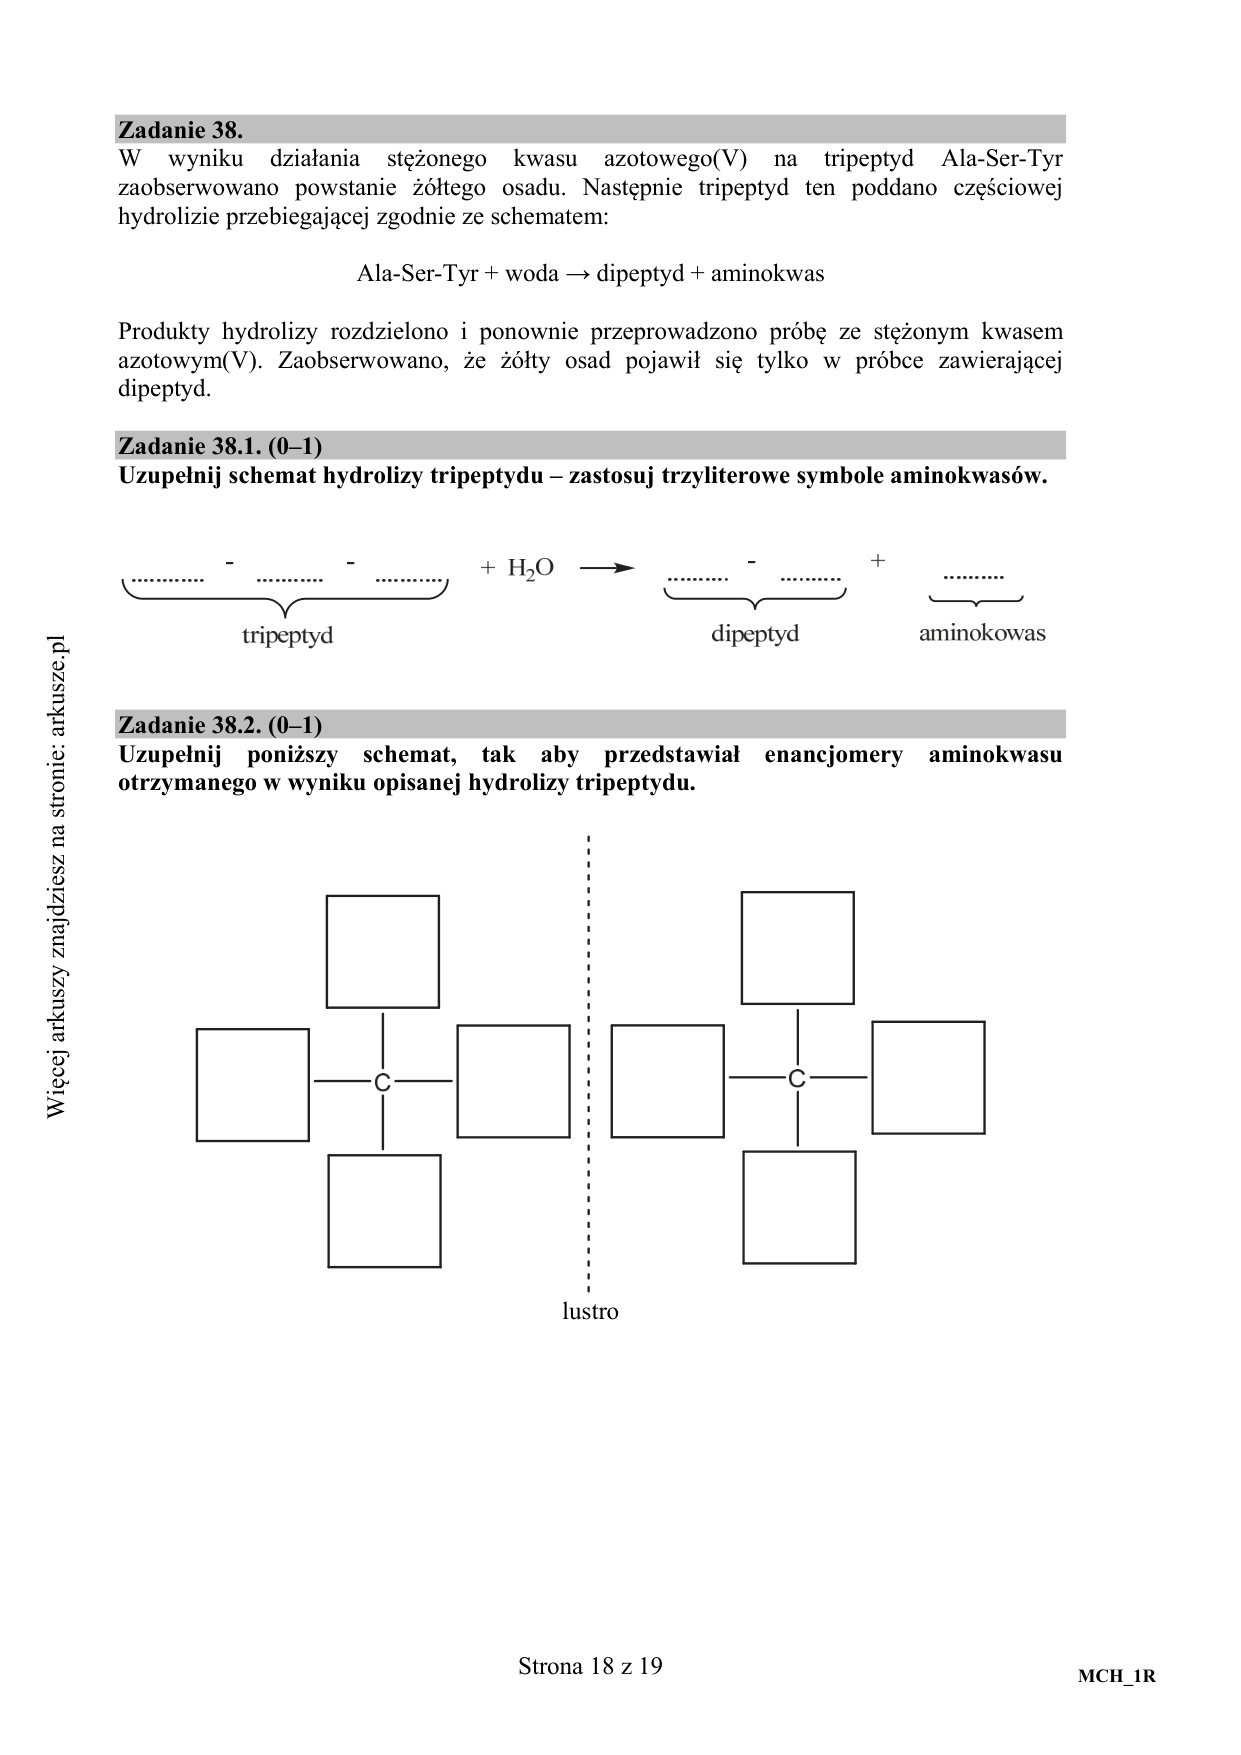 Zadanie 38.
W wyniku działania stężonego kwasu azotowego(V) na tripeptyd Ala-Ser-Tyr
zaobserwowano powstanie żółtego osadu. Następnie tripeptyd ten poddano częściowej
hydrolizie przebiegającej zgodnie ze schematem:
Ala-Ser-Tyr + woda → dipeptyd + aminokwas
Produkty hydrolizy rozdzielono i ponownie przeprowadzono próbę ze stężonym kwasem
azotowym(V). Zaobserwowano, że żółty osad pojawił się tylko w próbce zawierającej
dipeptyd.
Zadanie 38.1. (0–1)
Uzupełnij schemat hydrolizy tripeptydu – zastosuj trzyliterowe symbole aminokwasów.
............ - ........... - ........... + H₂O → .......... - .......... + ..........
tripeptyd dipeptyd aminokowas
Zadanie 38.2. (0–1)
Uzupełnij poniższy schemat, tak aby przedstawiał enancjomery aminokwasu
otrzymanego w wyniku opisanej hydrolizy tripeptydu.
C C
lustro
Więcej arkuszy znajdziesz na stronie: arkusze.pl
Strona 18 z 19
MCH_1R